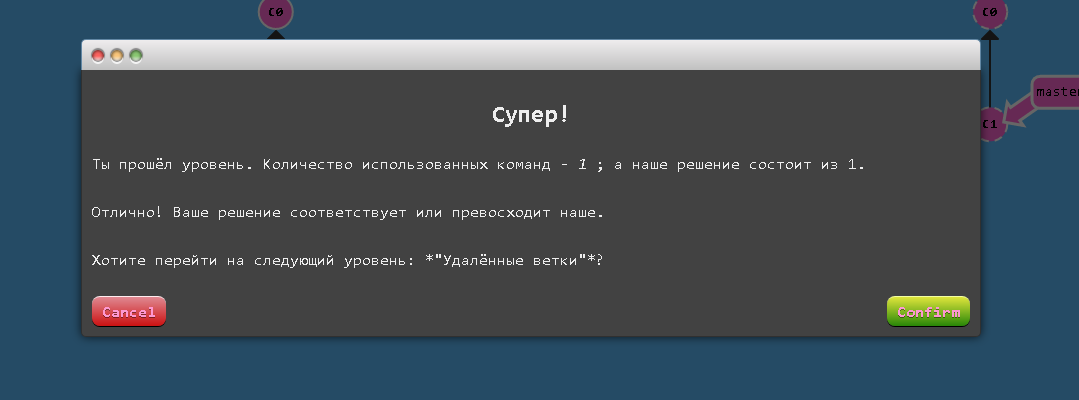 C0
C0
master
C1
Супер!
Ты прошёл уровень. Количество использованных команд - 1 ; а наше решение состоит из 1.
Отлично! Ваше решение соответствует или превосходит наше.
Хотите перейти на следующий уровень: *"Удалённые ветки"*?
Cancel
Confirm